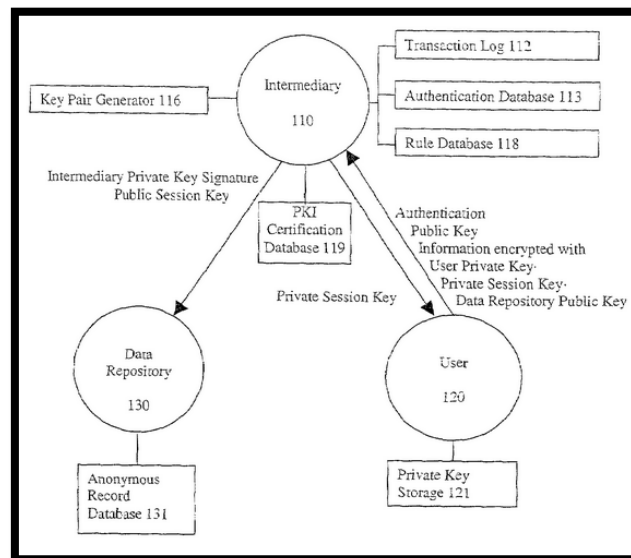 Transaction Log 112
Intermediary
Key Pair Generator 116
Authentication Database 113
110
Rule Database 118
Intermediary Private Key Signature
Public Session Key
PKI
Certification
Database 119
Authentication
Public Key
Information encrypted with
User Private Key·
Private Session Key·
Data Repository Public Key
Private Session Key
Data
Repository
130
User
120
Anonymous
Record
Database 131
Private Key
Storage 121